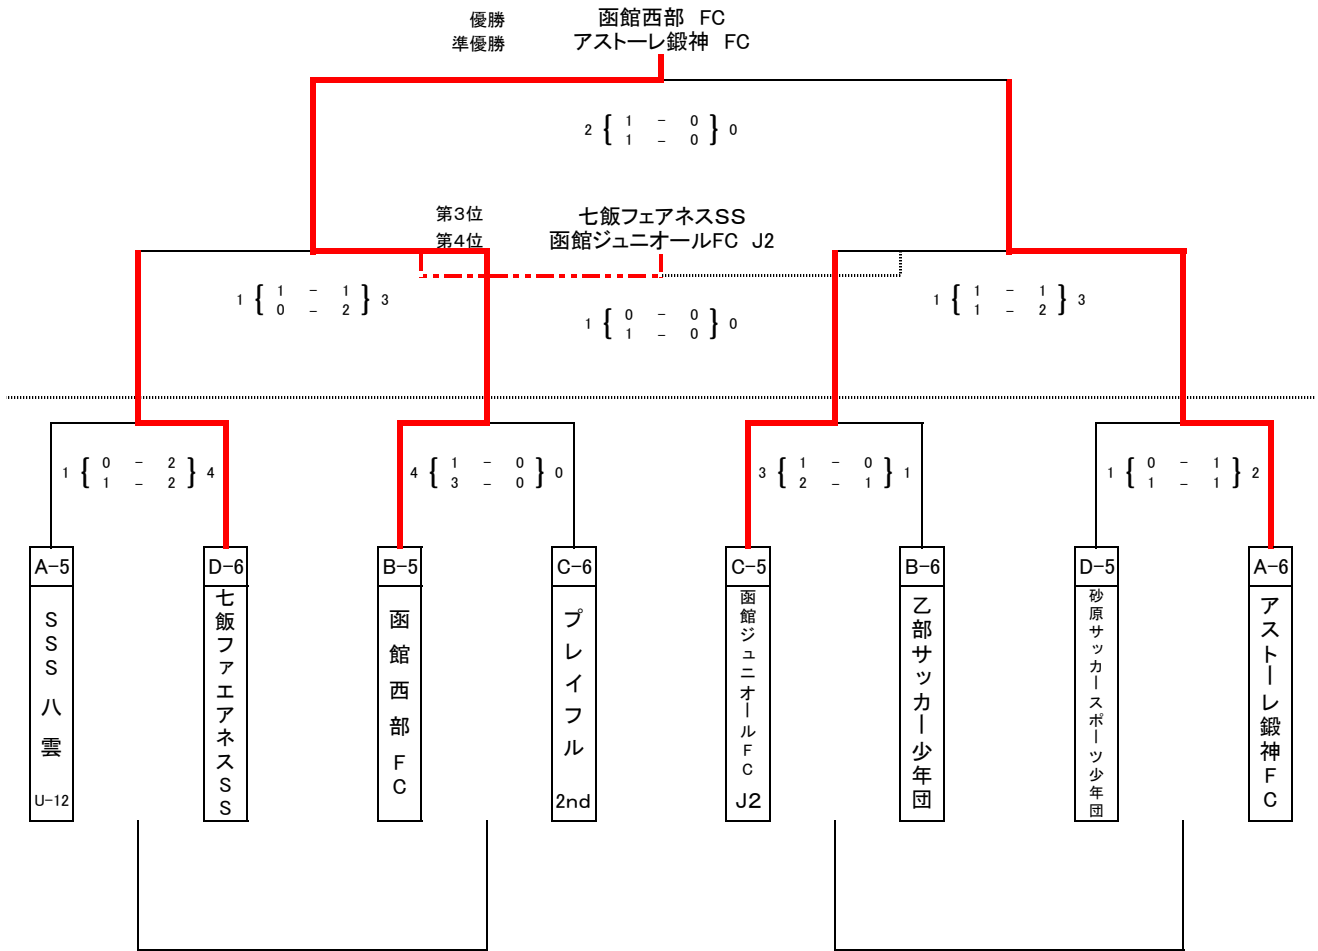 優勝 函館西部 FC
準優勝 アストーレ鍛神 FC
2 { 1 - 0 } 0
1 - 0
第3位 七飯フェアネスSS
第4位 函館ジュニオールFC J2
1 { 1 - 1 } 3
0 - 2
1 { 0 - 0 } 0
1 - 0
1 { 1 - 1 } 3
1 - 2
1 { 0 - 2 } 4
1 - 2
4 { 1 - 0 } 0
3 - 0
3 { 1 - 0 } 1
2 - 1
1 { 0 - 1 } 2
1 - 1
A-5
SSS八雲
U-12
D-6
七飯ファエアネスSS
B-5
函館西部FC
C-6
プレイフル
2nd
C-5
函館ジュニオールFC
J2
B-6
乙部サッカー少年団
D-5
砂原サッカースポーツ少年団
A-6
アストーレ鍛神FC